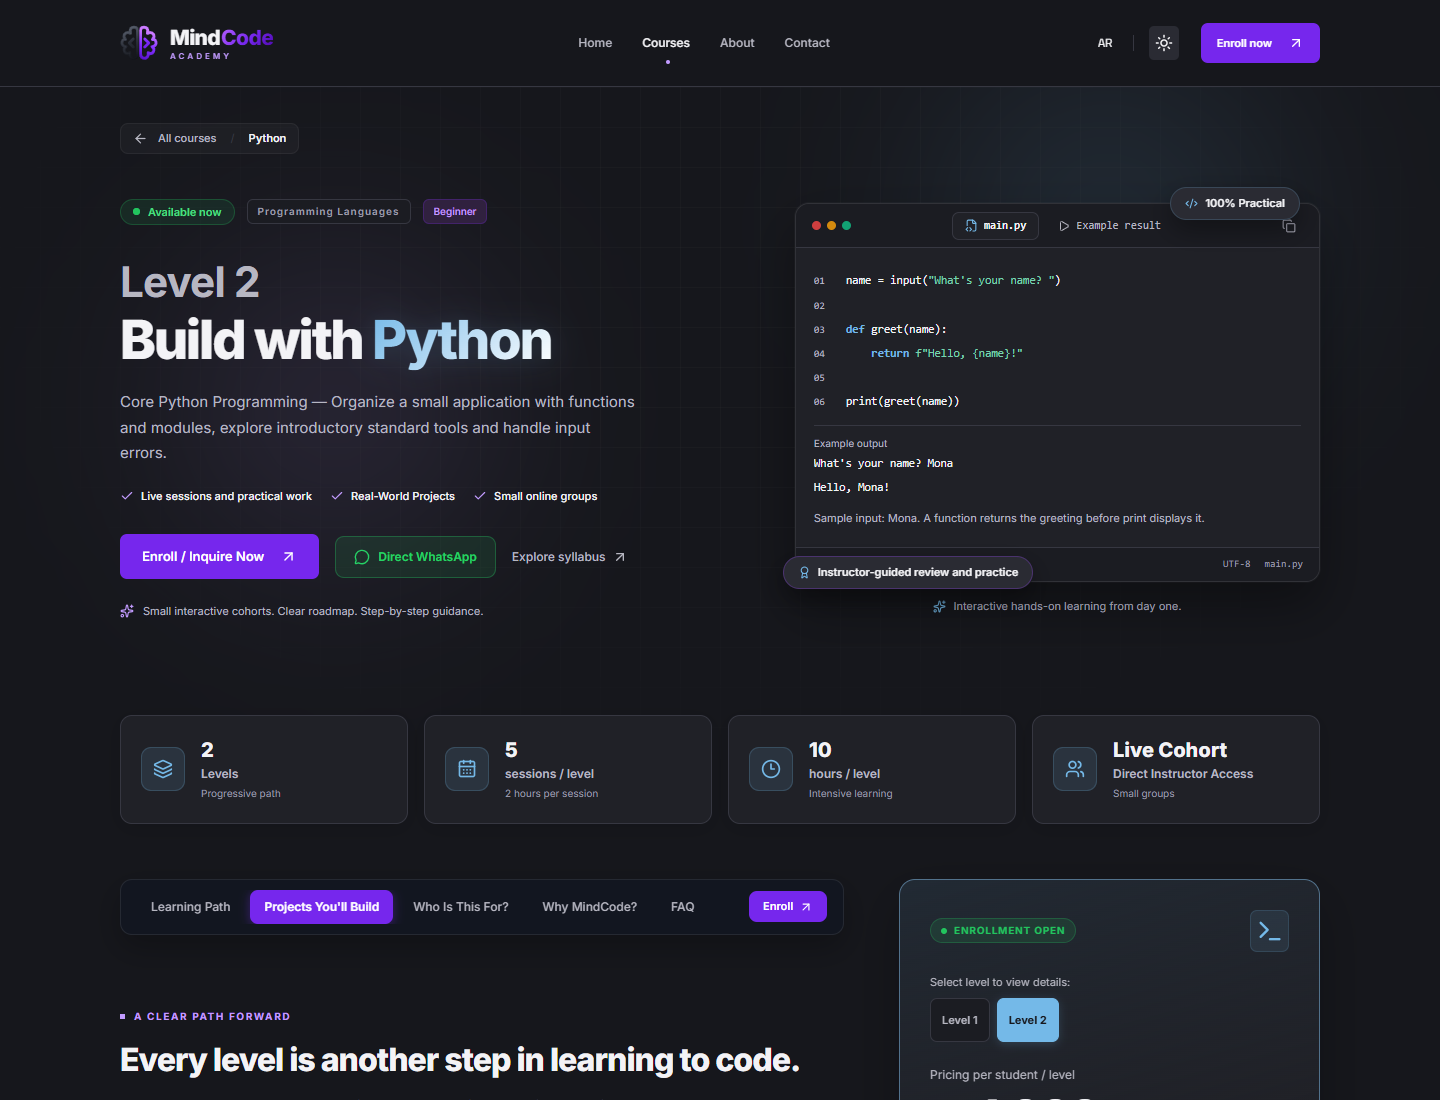 MindCode
ACADEMY
Home
Courses
About
Contact
AR
Enroll now
All courses / Python
Available now
Programming Languages
Beginner
Level 2
Build with Python
Core Python Programming — Organize a small application with functions
and modules, explore introductory standard tools and handle input
errors.
Live sessions and practical work
Real-World Projects
Small online groups
Enroll / Inquire Now
Direct WhatsApp
Explore syllabus
Small interactive cohorts. Clear roadmap. Step-by-step guidance.
100% Practical
main.py
Example result
01 name = input("What's your name? ")
02
03 def greet(name):
04     return f"Hello, {name}!"
05
06 print(greet(name))
Example output
What's your name? Mona
Hello, Mona!
Sample input: Mona. A function returns the greeting before print displays it.
Instructor-guided review and practice
UTF-8 main.py
Interactive hands-on learning from day one.
2
Levels
Progressive path
5
sessions / level
2 hours per session
10
hours / level
Intensive learning
Live Cohort
Direct Instructor Access
Small groups
Learning Path
Projects You'll Build
Who Is This For?
Why MindCode?
FAQ
Enroll
A CLEAR PATH FORWARD
Every level is another step in learning to code.
ENROLLMENT OPEN
Select level to view details:
Level 1
Level 2
Pricing per student / level